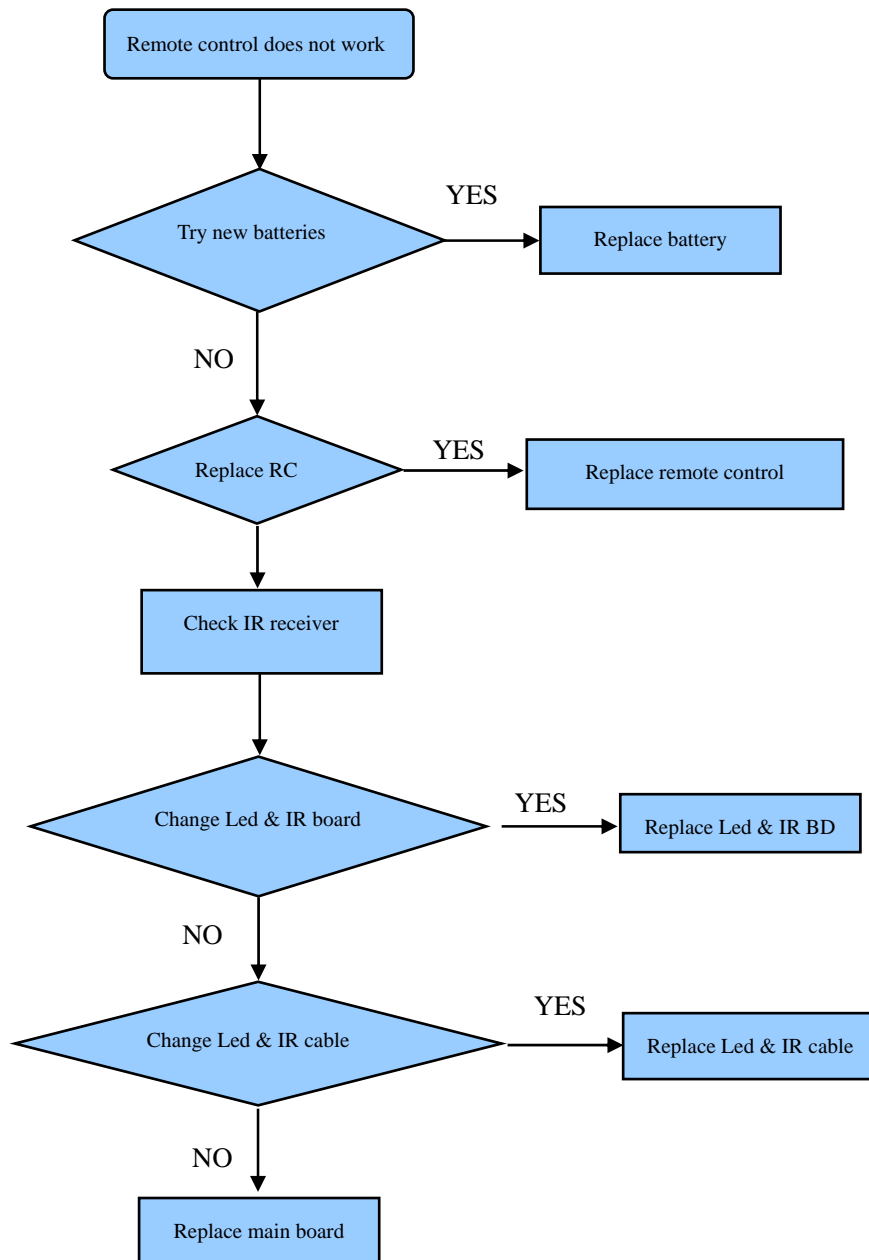 Remote control does not work
YES
Try new batteries
Replace battery
NO
YES
Replace RC
Replace remote control
Check IR receiver
YES
Change Led & IR board
Replace Led & IR BD
NO
YES
Change Led & IR cable
Replace Led & IR cable
NO
Replace main board